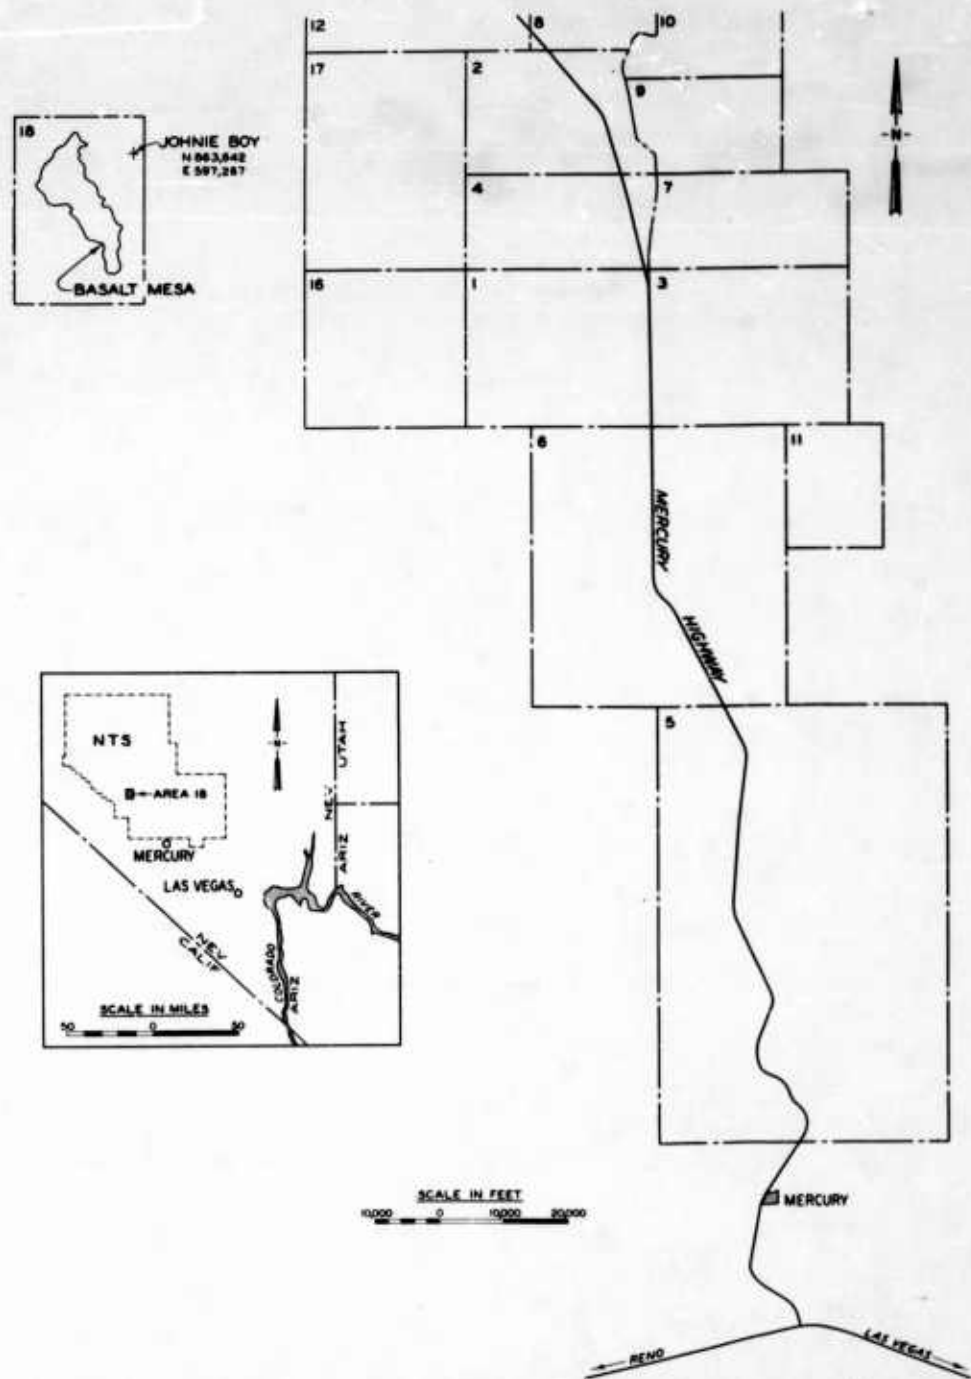 12
8
10
17
2
9
N
18
JOHNIE BOY
N 863,842
E 597,267
4
7
BASALT MESA
16
1
3
6
11
MERCURY
HIGHWAY
5
NTS
N
UTAH
NEV
ARIZ
AREA 18
MERCURY
LAS VEGAS
RIVER
NEV
CALIF
COLORADO
ARIZ
SCALE IN MILES
50 0 50
MERCURY
SCALE IN FEET
10,000 0 10,000 20,000
RENO
LAS VEGAS